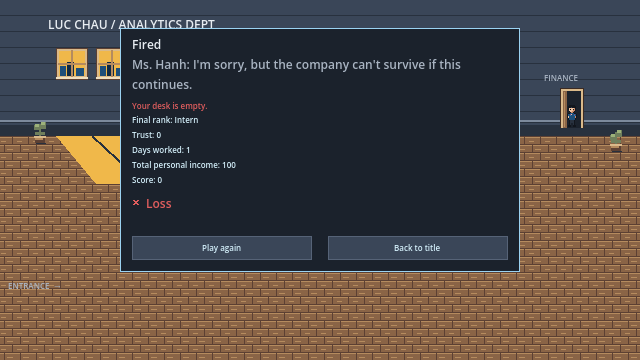 LUC CHAU / ANALYTICS DEPT
Fired
Ms. Hanh: I'm sorry, but the company can't survive if this
continues.
Your desk is empty.
Final rank: Intern
Trust: 0
Days worked: 1
Total personal income: 100
Score: 0
× Loss
Play again
Back to title
FINANCE
ENTRANCE